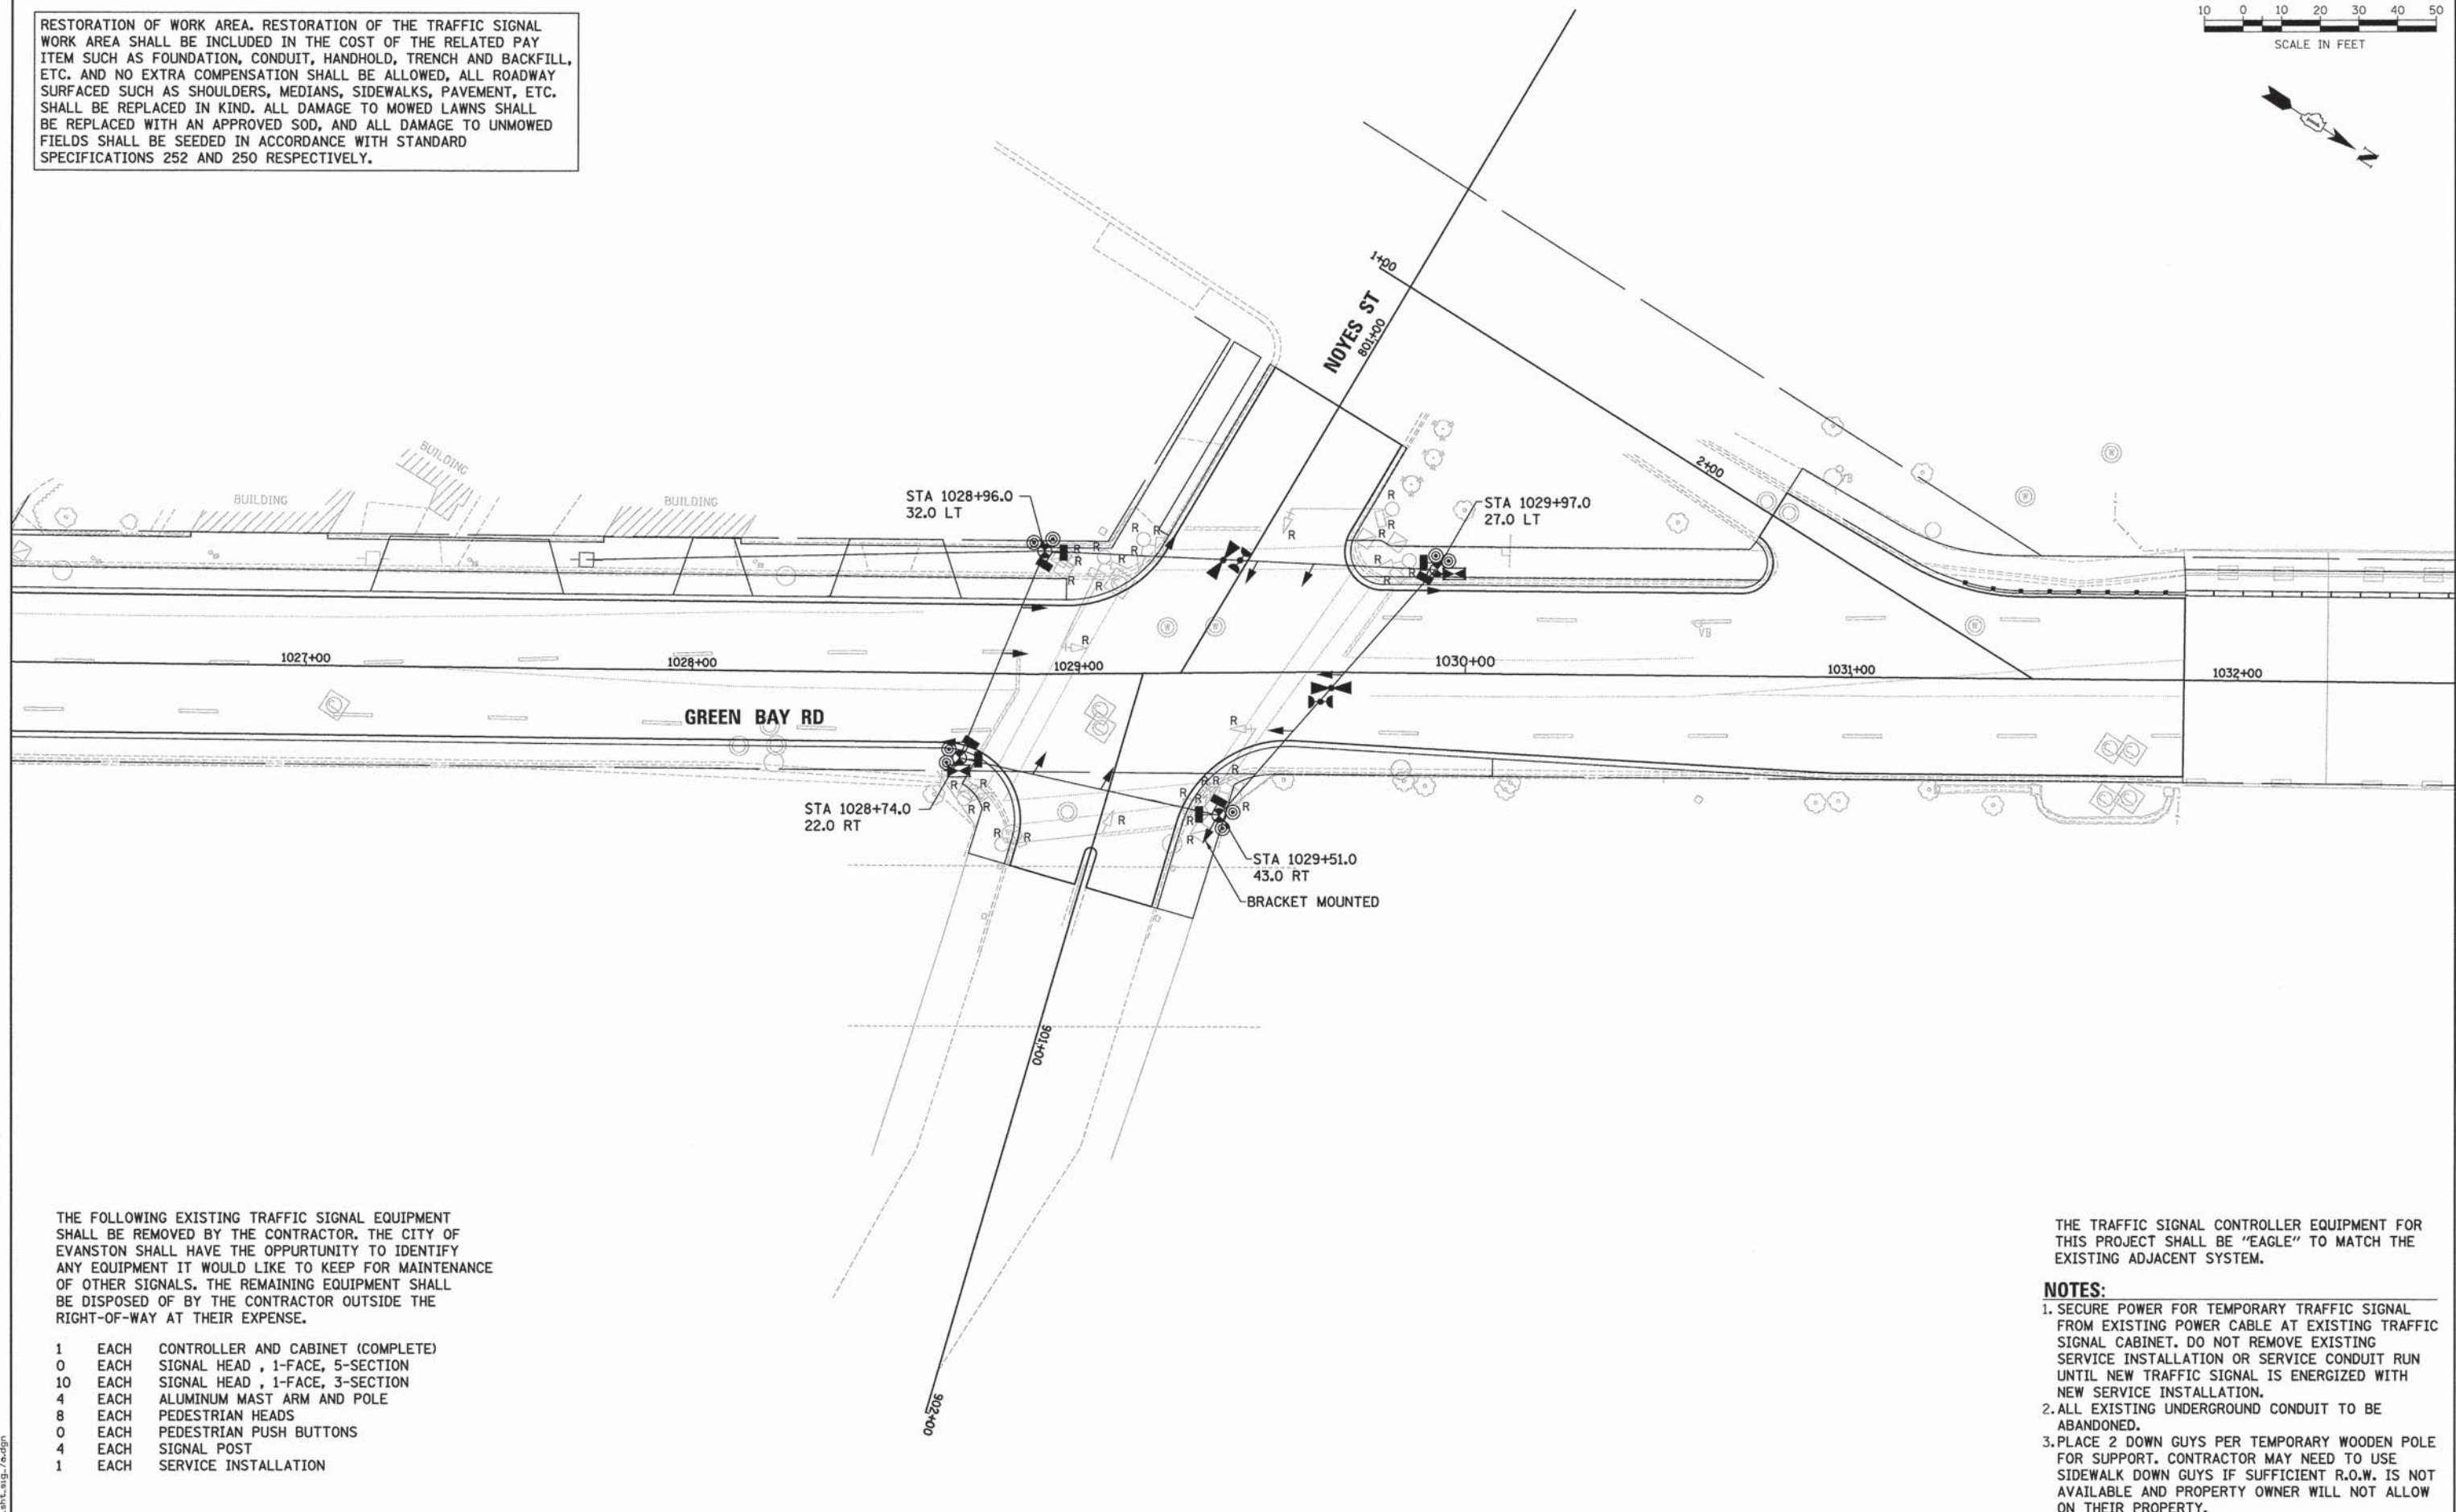 RESTORATION OF WORK AREA. RESTORATION OF THE TRAFFIC SIGNAL
WORK AREA SHALL BE INCLUDED IN THE COST OF THE RELATED PAY
ITEM SUCH AS FOUNDATION, CONDUIT, HANDHOLD, TRENCH AND BACKFILL,
ETC. AND NO EXTRA COMPENSATION SHALL BE ALLOWED, ALL ROADWAY
SURFACED SUCH AS SHOULDERS, MEDIANS, SIDEWALKS, PAVEMENT, ETC.
SHALL BE REPLACED IN KIND. ALL DAMAGE TO MOWED LAWNS SHALL
BE REPLACED WITH AN APPROVED SOD, AND ALL DAMAGE TO UNMOWED
FIELDS SHALL BE SEEDED IN ACCORDANCE WITH STANDARD
SPECIFICATIONS 252 AND 250 RESPECTIVELY.
10 0 10 20 30 40 50
SCALE IN FEET
N
1+00
NOYES ST
801+00
2+00
BUILDING
BUILDING
BUILDING
STA 1028+96.0
32.0 LT
STA 1029+97.0
27.0 LT
VB
VB
1027+00
1028+00
1029+00
1030+00
1031+00
1032+00
GREEN BAY RD
STA 1028+74.0
22.0 RT
STA 1029+51.0
43.0 RT
BRACKET MOUNTED
901+00
902+00
THE FOLLOWING EXISTING TRAFFIC SIGNAL EQUIPMENT
SHALL BE REMOVED BY THE CONTRACTOR. THE CITY OF
EVANSTON SHALL HAVE THE OPPURTUNITY TO IDENTIFY
ANY EQUIPMENT IT WOULD LIKE TO KEEP FOR MAINTENANCE
OF OTHER SIGNALS. THE REMAINING EQUIPMENT SHALL
BE DISPOSED OF BY THE CONTRACTOR OUTSIDE THE
RIGHT-OF-WAY AT THEIR EXPENSE.
1 EACH CONTROLLER AND CABINET (COMPLETE)
0 EACH SIGNAL HEAD , 1-FACE, 5-SECTION
10 EACH SIGNAL HEAD , 1-FACE, 3-SECTION
4 EACH ALUMINUM MAST ARM AND POLE
8 EACH PEDESTRIAN HEADS
0 EACH PEDESTRIAN PUSH BUTTONS
4 EACH SIGNAL POST
1 EACH SERVICE INSTALLATION
THE TRAFFIC SIGNAL CONTROLLER EQUIPMENT FOR
THIS PROJECT SHALL BE "EAGLE" TO MATCH THE
EXISTING ADJACENT SYSTEM.
NOTES:
1. SECURE POWER FOR TEMPORARY TRAFFIC SIGNAL
FROM EXISTING POWER CABLE AT EXISTING TRAFFIC
SIGNAL CABINET. DO NOT REMOVE EXISTING
SERVICE INSTALLATION OR SERVICE CONDUIT RUN
UNTIL NEW TRAFFIC SIGNAL IS ENERGIZED WITH
NEW SERVICE INSTALLATION.
2. ALL EXISTING UNDERGROUND CONDUIT TO BE
ABANDONED.
3. PLACE 2 DOWN GUYS PER TEMPORARY WOODEN POLE
FOR SUPPORT. CONTRACTOR MAY NEED TO USE
SIDEWALK DOWN GUYS IF SUFFICIENT R.O.W. IS NOT
AVAILABLE AND PROPERTY OWNER WILL NOT ALLOW
ON THEIR PROPERTY.